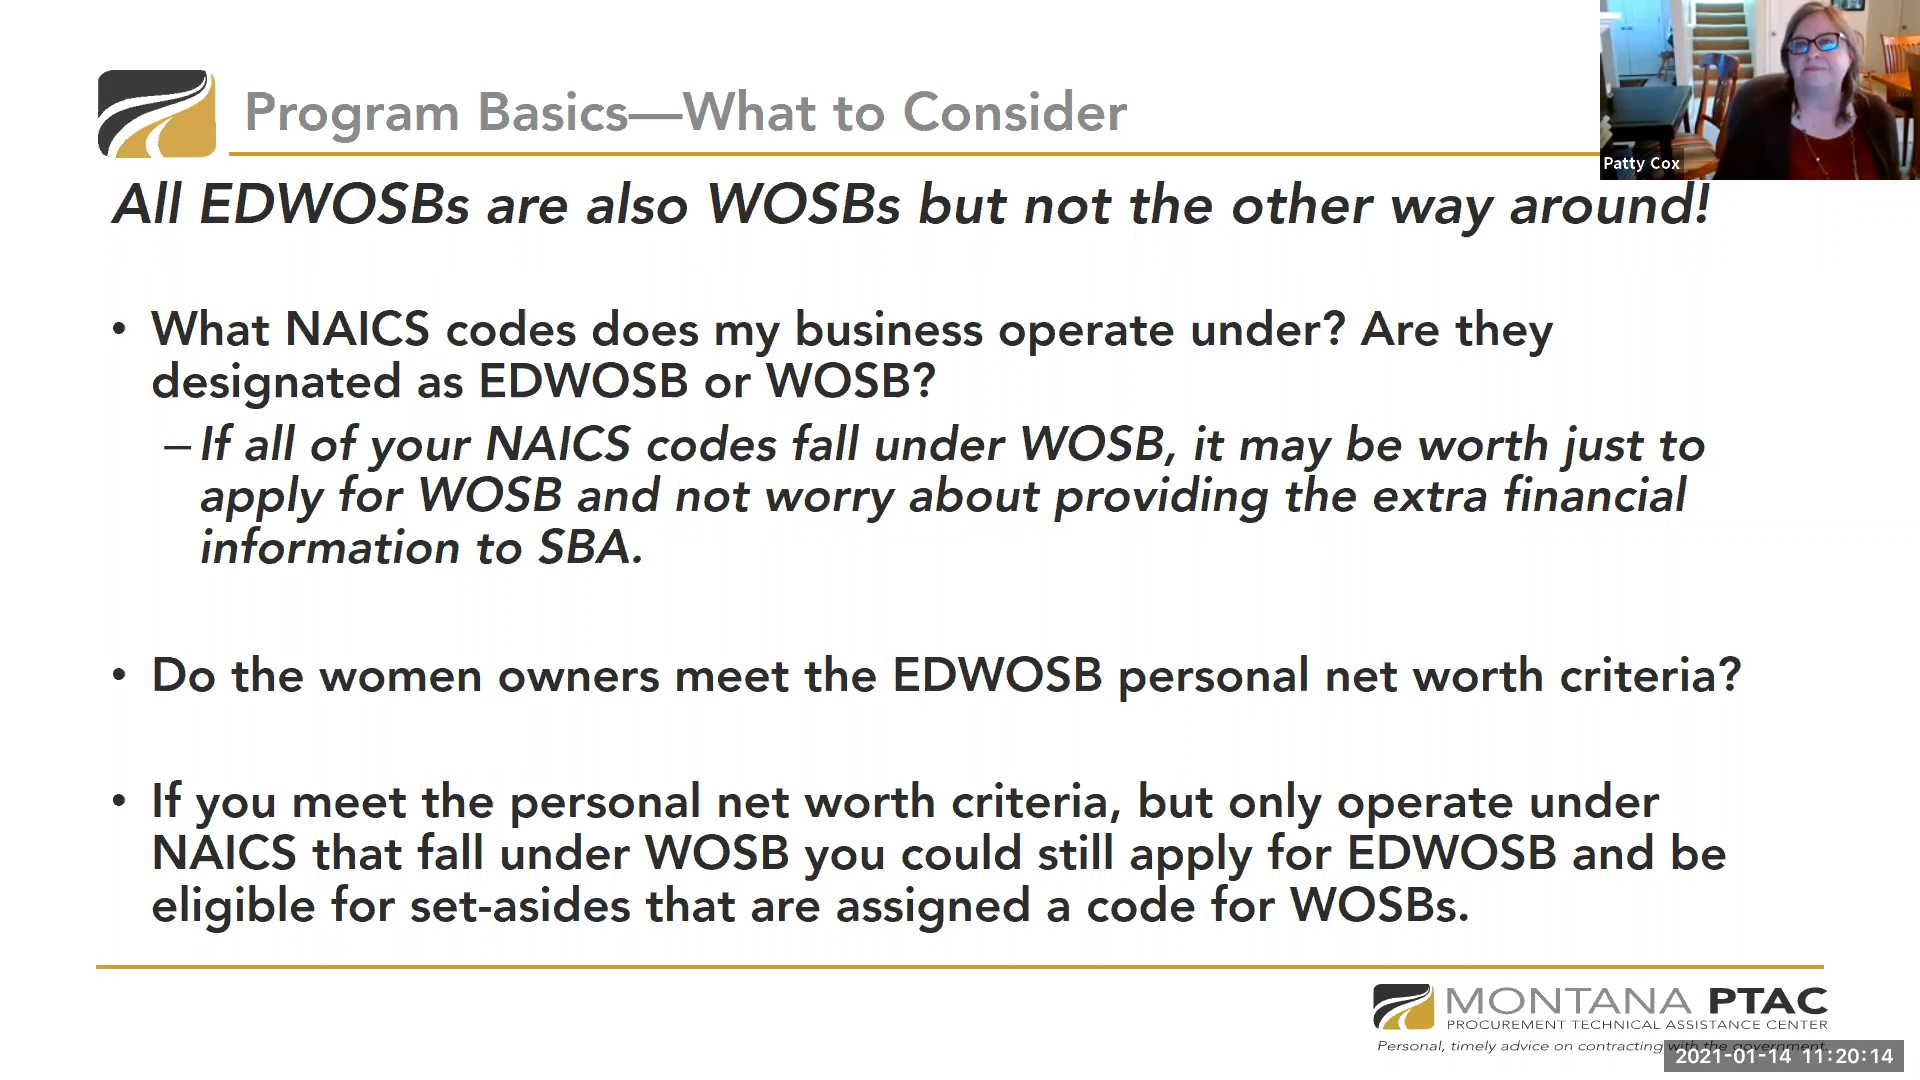 Program Basics—What to Consider
Patty Cox
All EDWOSBs are also WOSBs but not the other way around!
• What NAICS codes does my business operate under? Are they
designated as EDWOSB or WOSB?
– If all of your NAICS codes fall under WOSB, it may be worth just to
apply for WOSB and not worry about providing the extra financial
information to SBA.
• Do the women owners meet the EDWOSB personal net worth criteria?
• If you meet the personal net worth criteria, but only operate under
NAICS that fall under WOSB you could still apply for EDWOSB and be
eligible for set-asides that are assigned a code for WOSBs.
MONTANA PTAC
PROCUREMENT TECHNICAL ASSISTANCE CENTER
Personal, timely advice on contracting with the government.
2021-01-14 11:20:14